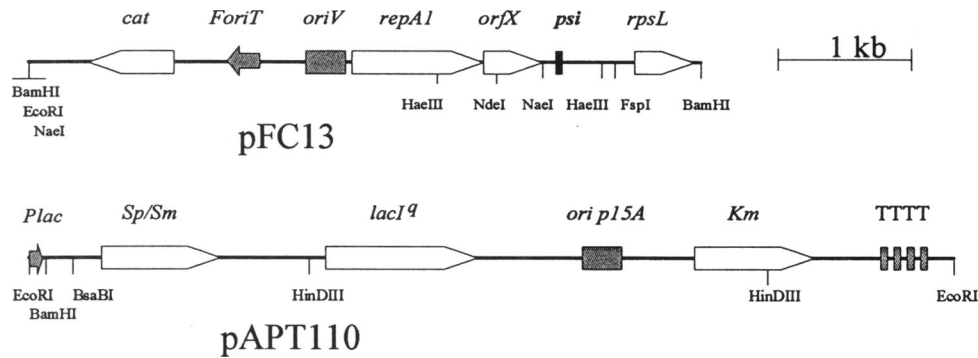 cat ForiT oriV repA1 orfX psi rpsL
1 kb
BamHI HaeIII NdeI NaeI HaeIII FspI BamHI
EcoRI
NaeI
pFC13
Plac Sp/Sm lacI q ori p15A Km TTTT
EcoRI BsaBI HinDIII HinDIII EcoRI
BamHI
pAPT110